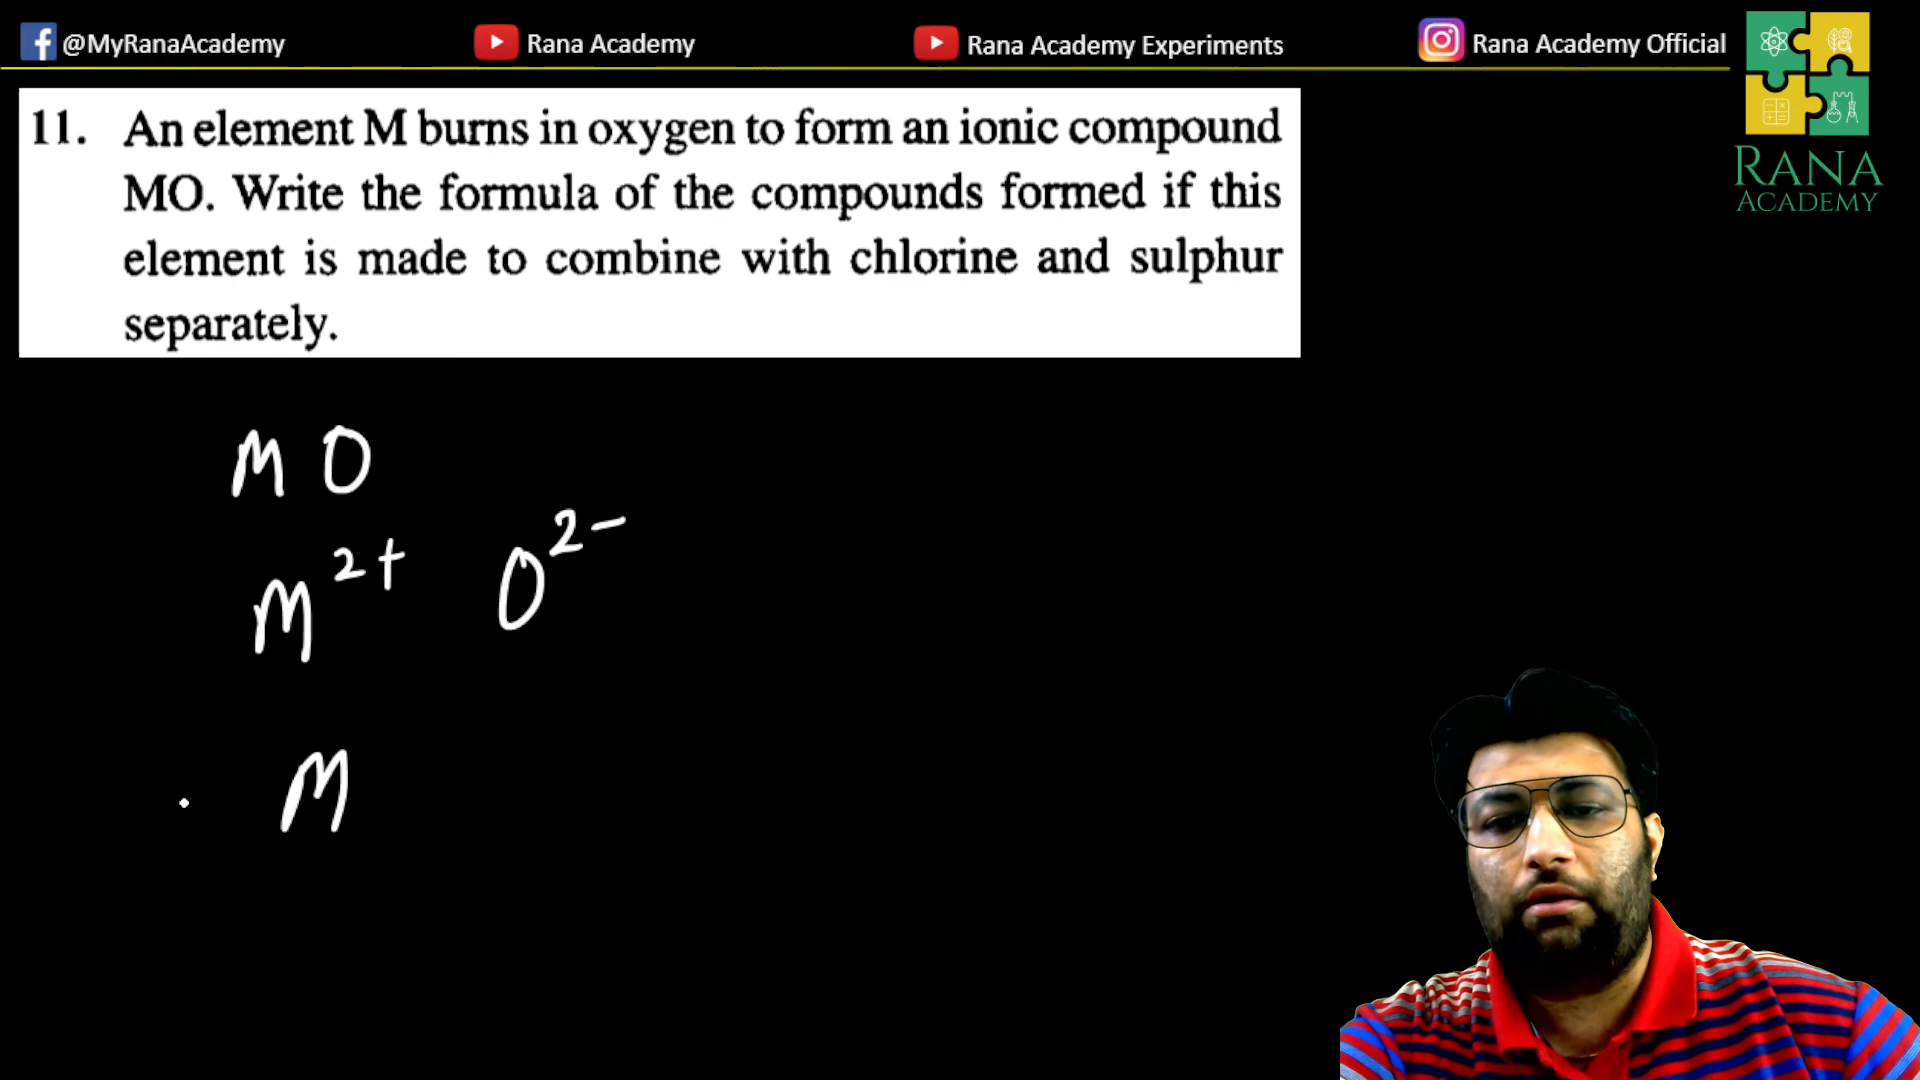 @MyRanaAcademy
Rana Academy
Rana Academy Experiments
Rana Academy Official
RANA
ACADEMY
11. An element M burns in oxygen to form an ionic compound
MO. Write the formula of the compounds formed if this
element is made to combine with chlorine and sulphur
separately.
M O
M²⁺ O²⁻
M